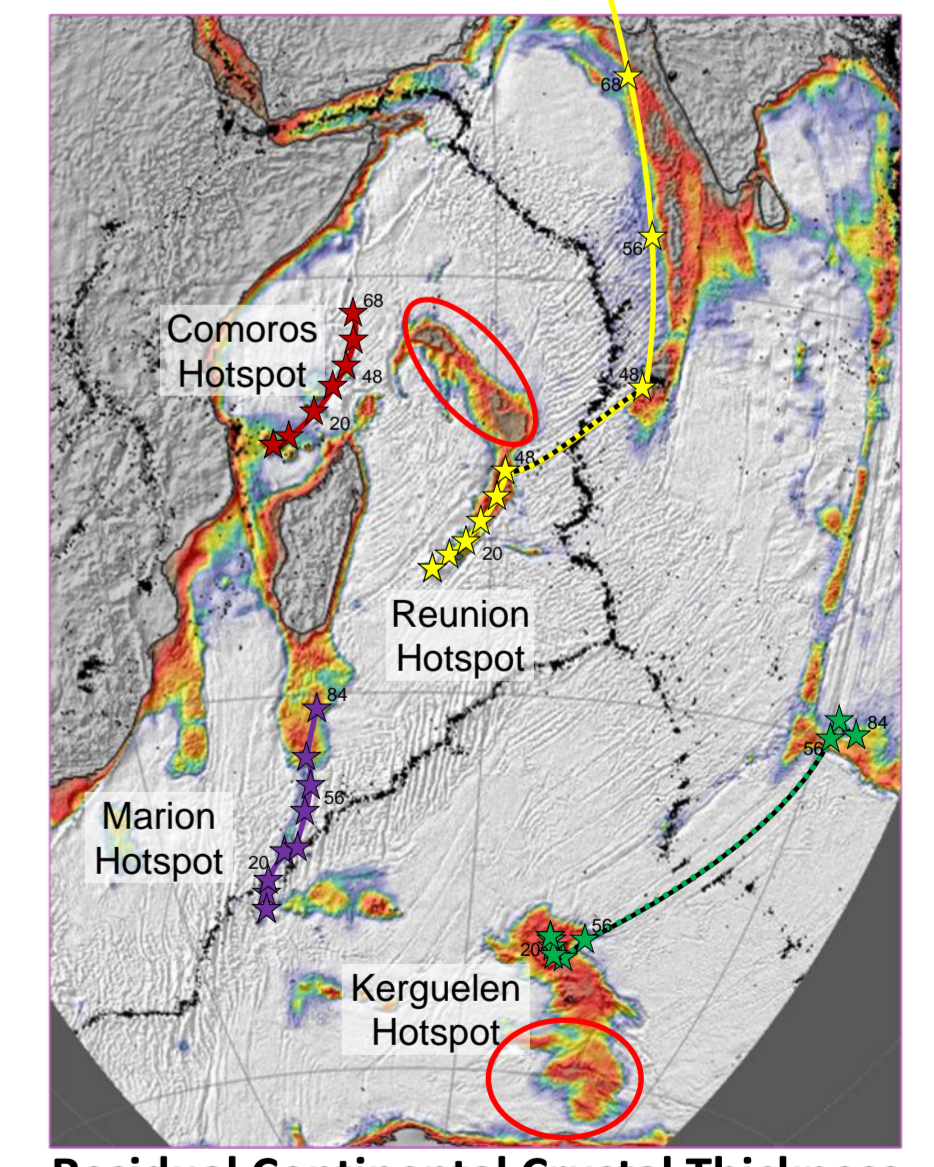 68
56
68
Comoros
Hotspot
48
48
20
48
20
Reunion
Hotspot
84
84
56
56
Marion
Hotspot
20
56
20
Kerguelen
Hotspot
Residual Continental Crustal Thickness